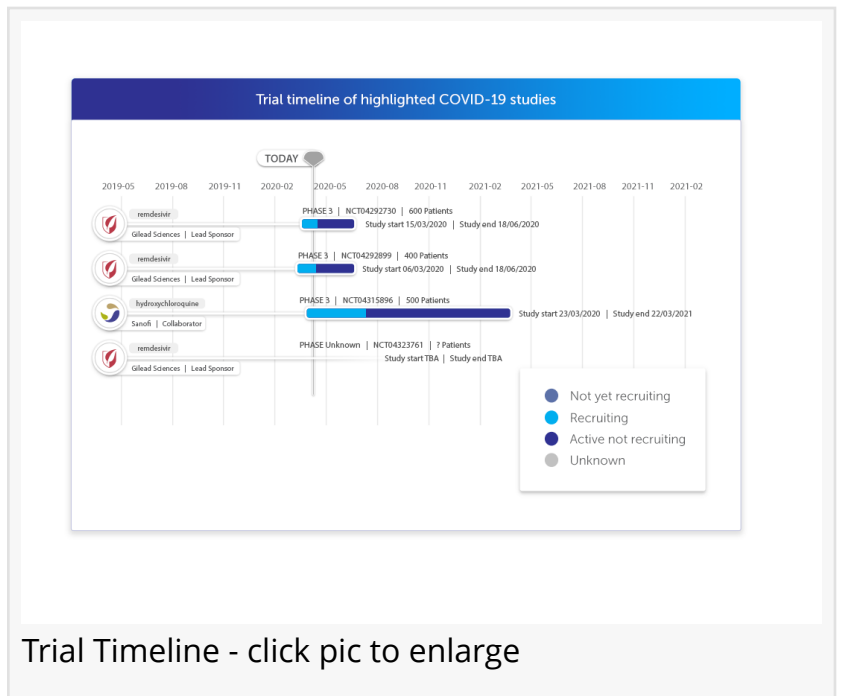 Trial timeline of highlighted COVID-19 studies
TODAY
2019-05 2019-08 2019-11 2020-02 2020-05 2020-08 2020-11 2021-02 2021-05 2021-08 2021-11 2021-02
remdesivir
PHASE 3 | NCT04292730 | 600 Patients
Study start 15/03/2020 | Study end 18/06/2020
Gilead Sciences | Lead Sponsor
remdesivir
PHASE 3 | NCT04292899 | 400 Patients
Study start 06/03/2020 | Study end 18/06/2020
Gilead Sciences | Lead Sponsor
hydroxychloroquine
PHASE 3 | NCT04315896 | 500 Patients
Study start 23/03/2020 | Study end 22/03/2021
Sanofi | Collaborator
remdesivir
PHASE Unknown | NCT04323761 | ? Patients
Study start TBA | Study end TBA
Gilead Sciences | Lead Sponsor
Not yet recruiting
Recruiting
Active not recruiting
Unknown
Trial Timeline - click pic to enlarge